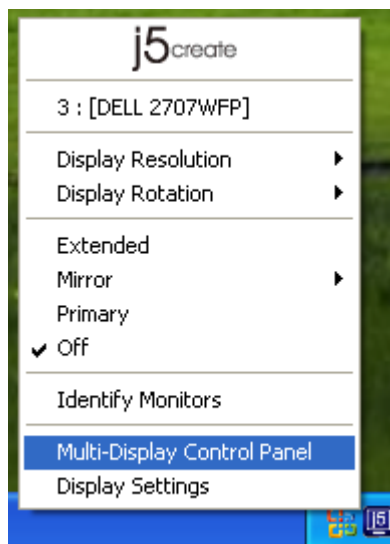 j5create
3 : [DELL 2707WFP]
Display Resolution
Display Rotation
Extended
Mirror
Primary
Off
Identify Monitors
Multi-Display Control Panel
Display Settings
j5